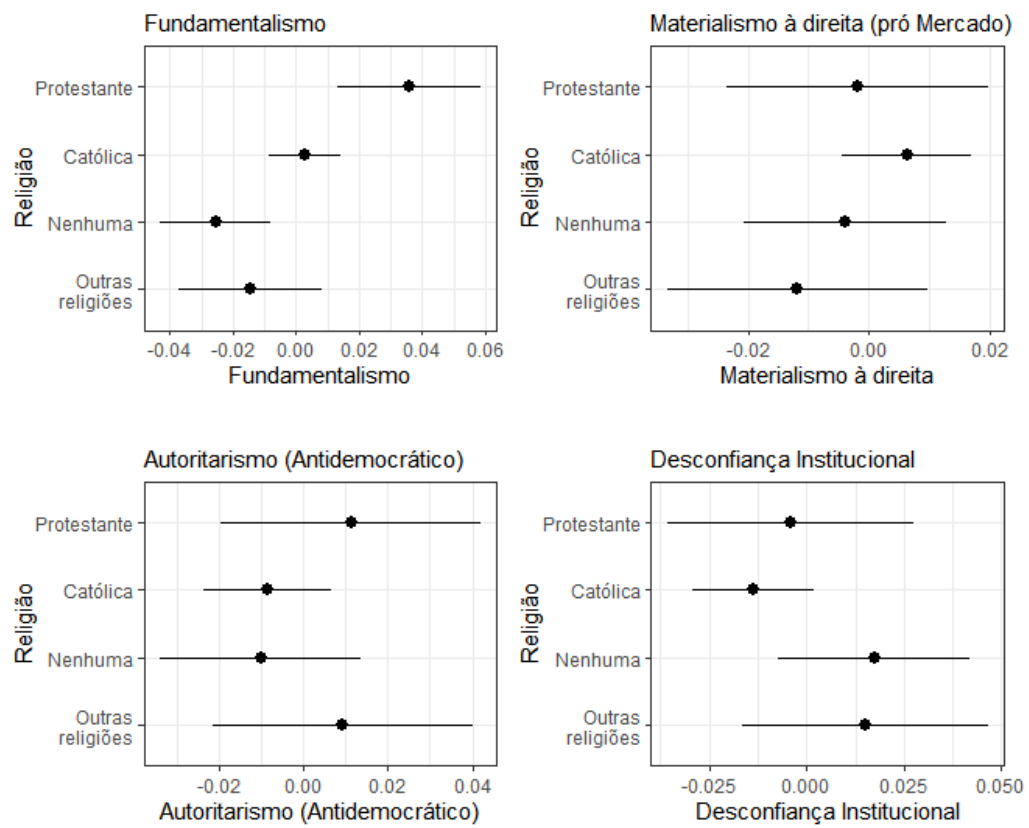 Fundamentalismo
Religião
Protestante
Católica
Nenhuma
Outras
religiões
-0.04 -0.02 0.00 0.02 0.04 0.06
Fundamentalismo
Materialismo à direita (pró Mercado)
Religião
Protestante
Católica
Nenhuma
Outras
religiões
-0.02 0.00 0.02
Materialismo à direita
Autoritarismo (Antidemocrático)
Religião
Protestante
Católica
Nenhuma
Outras
religiões
-0.02 0.00 0.02 0.04
Autoritarismo (Antidemocrático)
Desconfiança Institucional
Religião
Protestante
Católica
Nenhuma
Outras
religiões
-0.025 0.000 0.025 0.050
Desconfiança Institucional